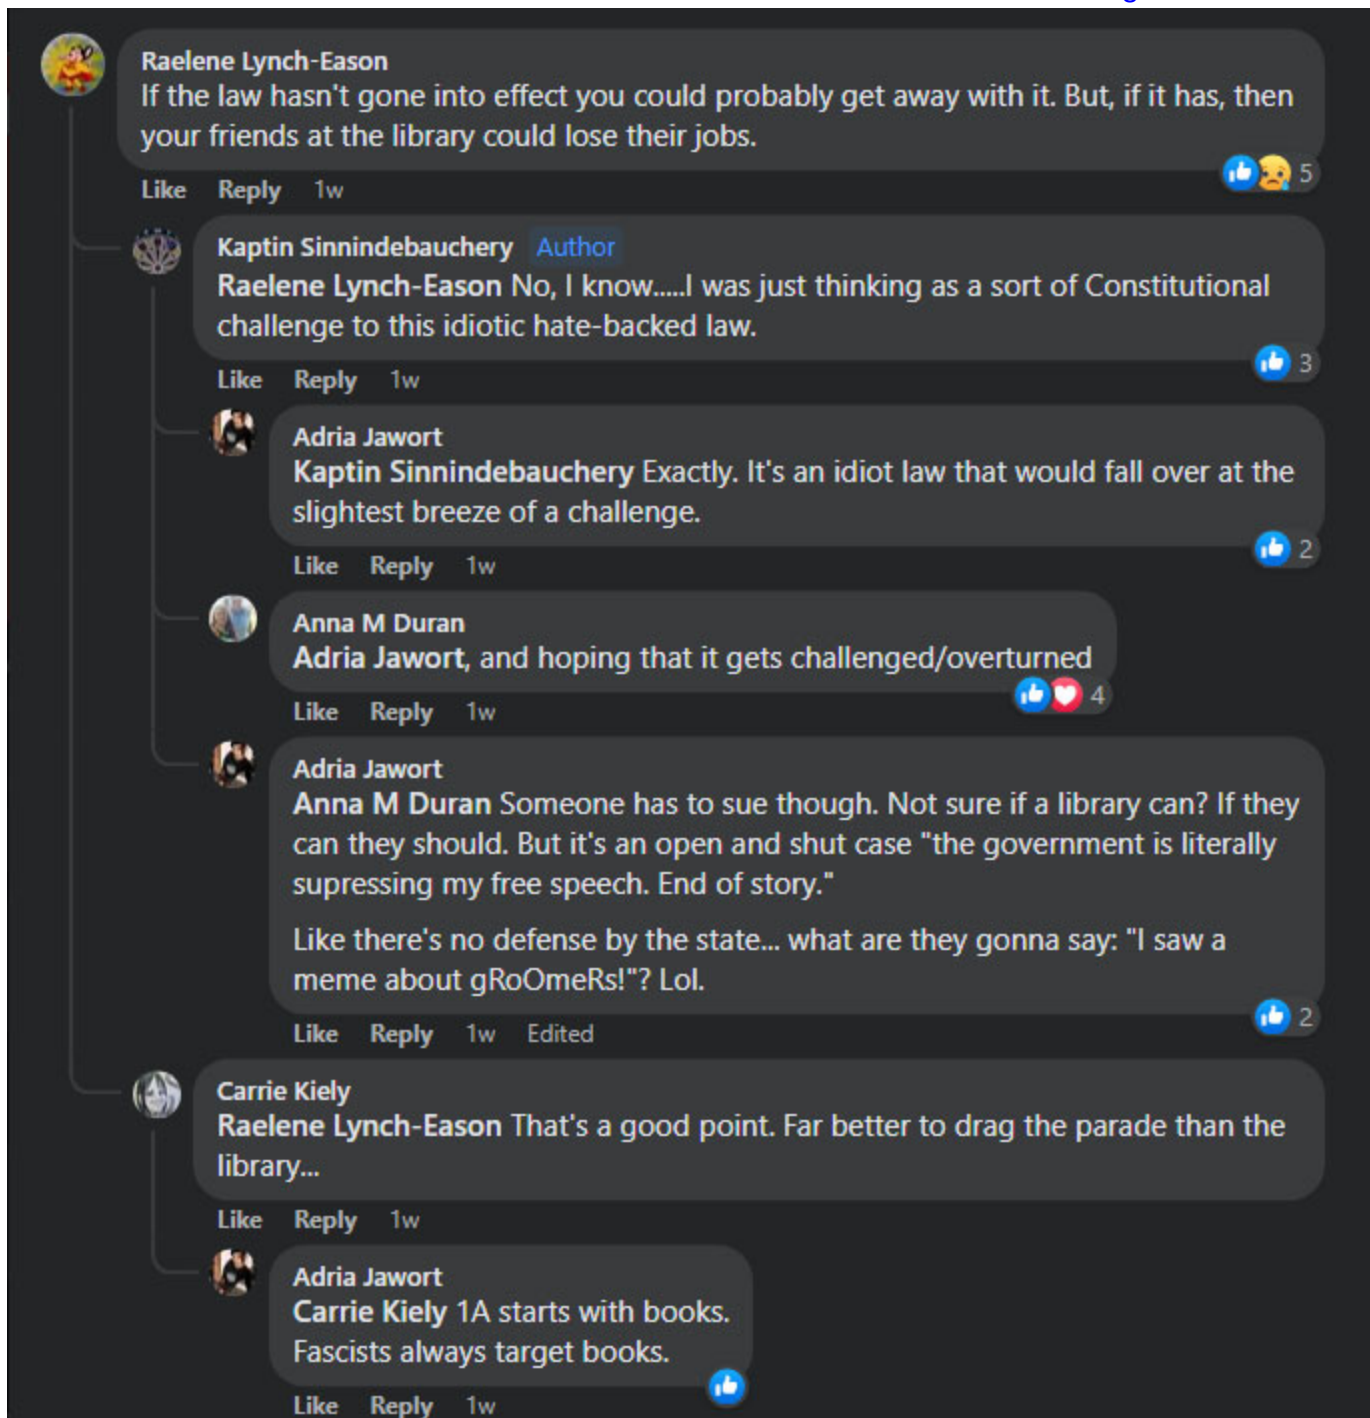 Raelene Lynch-Eason
If the law hasn't gone into effect you could probably get away with it. But, if it has, then
your friends at the library could lose their jobs.
5
Like Reply 1w
Kaptin Sinnindebauchery Author
Raelene Lynch-Eason No, I know.....I was just thinking as a sort of Constitutional
challenge to this idiotic hate-backed law.
3
Like Reply 1w
Adria Jawort
Kaptin Sinnindebauchery Exactly. It's an idiot law that would fall over at the
slightest breeze of a challenge.
2
Like Reply 1w
Anna M Duran
Adria Jawort, and hoping that it gets challenged/overturned
4
Like Reply 1w
Adria Jawort
Anna M Duran Someone has to sue though. Not sure if a library can? If they
can they should. But it's an open and shut case "the government is literally
supressing my free speech. End of story."
Like there's no defense by the state... what are they gonna say: "I saw a
meme about gRoOmeRs!"? Lol.
2
Like Reply 1w Edited
Carrie Kiely
Raelene Lynch-Eason That's a good point. Far better to drag the parade than the
library...
Like Reply 1w
Adria Jawort
Carrie Kiely 1A starts with books.
Fascists always target books.
Like Reply 1w